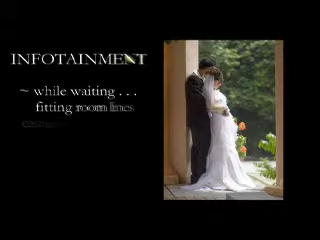 INFOTAINMENT
~ while waiting . . .
fitting room lines